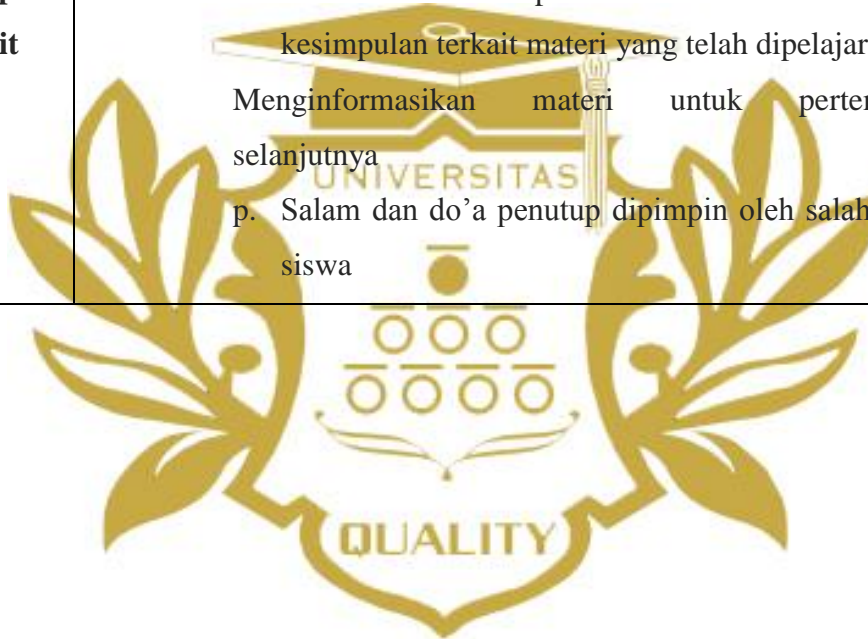 kesimpulan terkait materi yang telah dipelajar
it
Menginformasikan materi untuk perter
selanjutnya
UNIVERSITAS
p. Salam dan do'a penutup dipimpin oleh salah
siswa
QUALITY